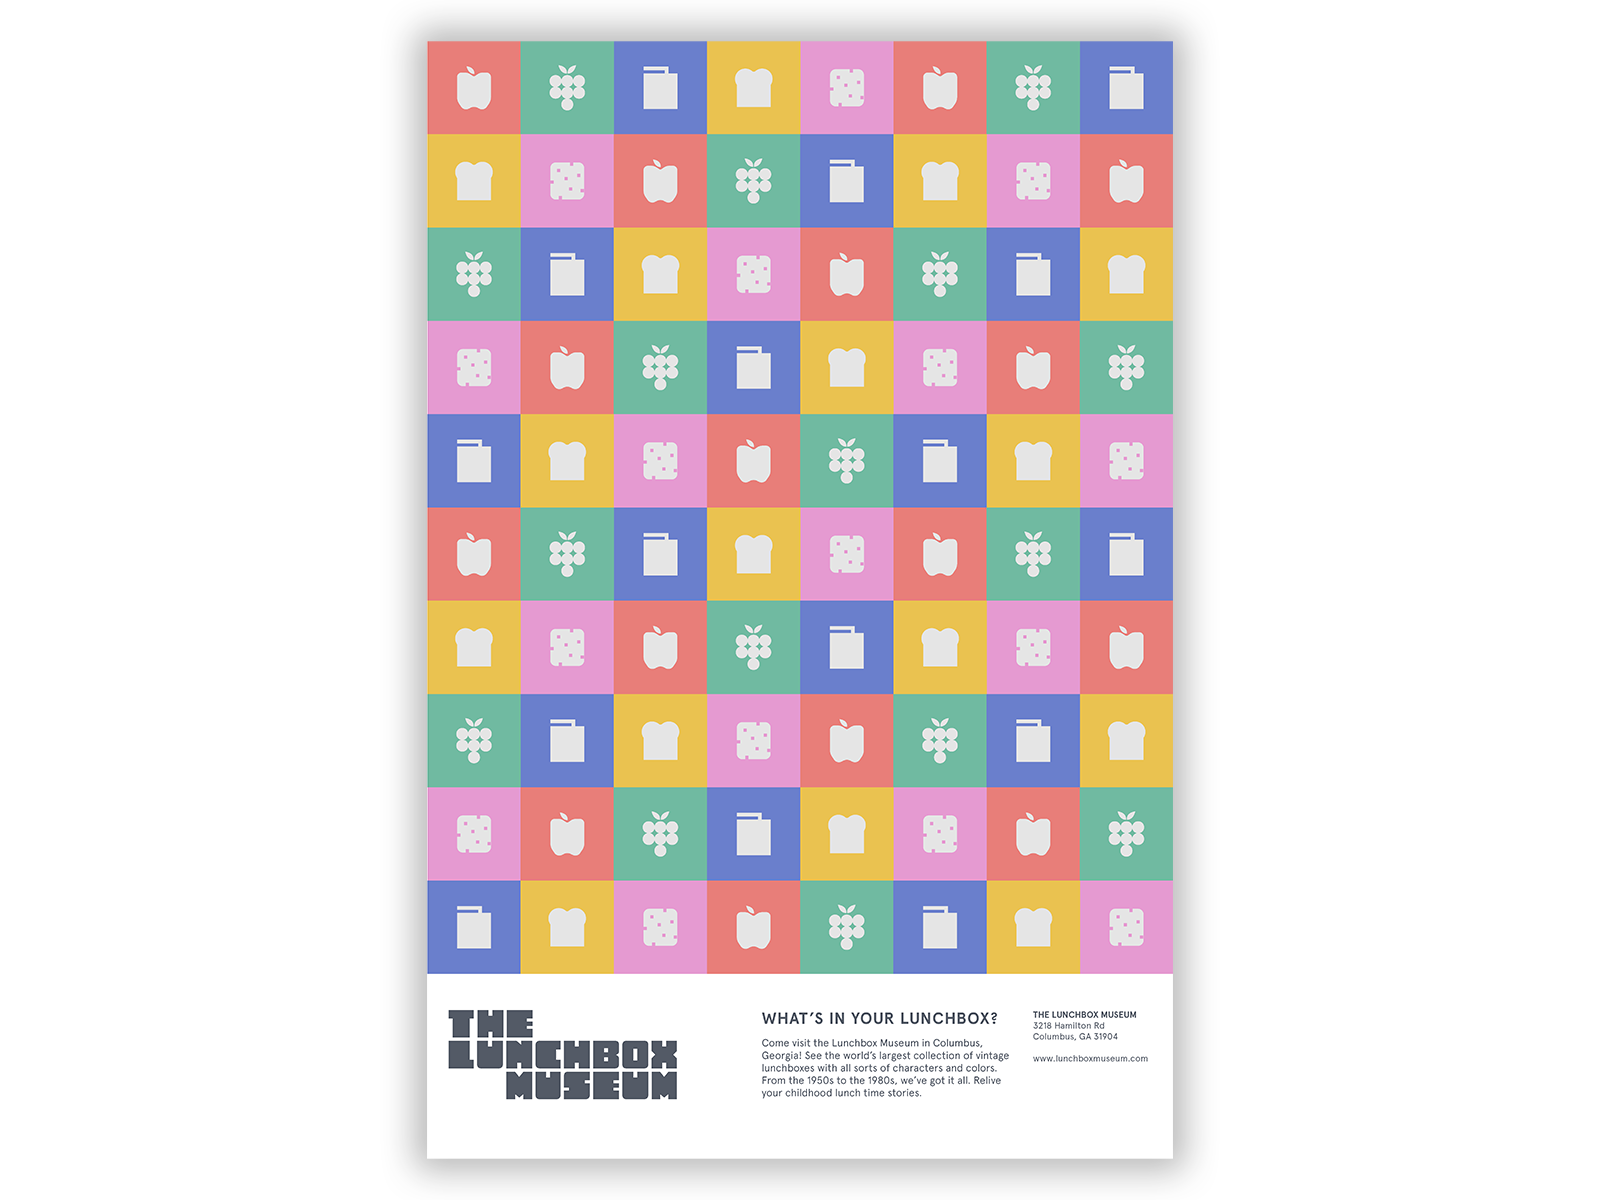 THE
LUNCHBOX
MUSEUM
WHAT'S IN YOUR LUNCHBOX?
Come visit the Lunchbox Museum in Columbus,
Georgia! See the world's largest collection of vintage
lunchboxes with all sorts of characters and colors.
From the 1950s to the 1980s, we've got it all. Relive
your childhood lunch time stories.
THE LUNCHBOX MUSEUM
3218 Hamilton Rd
Columbus, GA 31904
www.lunchboxmuseum.com